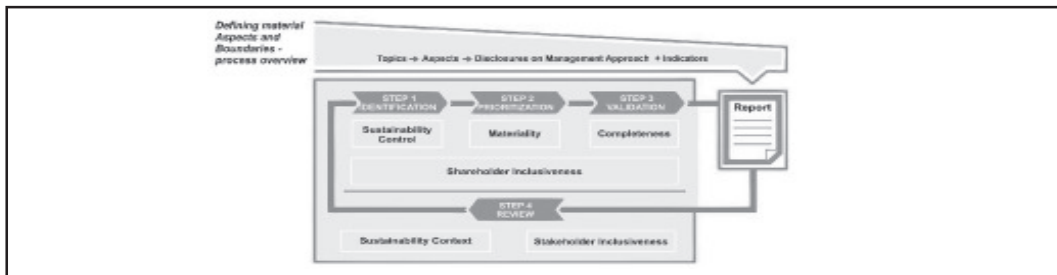 Defining material
Aspects and
Boundaries -
process overview
Topics → Aspects → Disclosures on Management Approach + Indicators
STEP 1
IDENTIFICATION
STEP 2
PRIORITIZATION
STEP 3
VALIDATION
Report
Sustainability
Control
Materiality
Completeness
Shareholder Inclusiveness
STEP 4
REVIEW
Sustainability Context
Stakeholder Inclusiveness